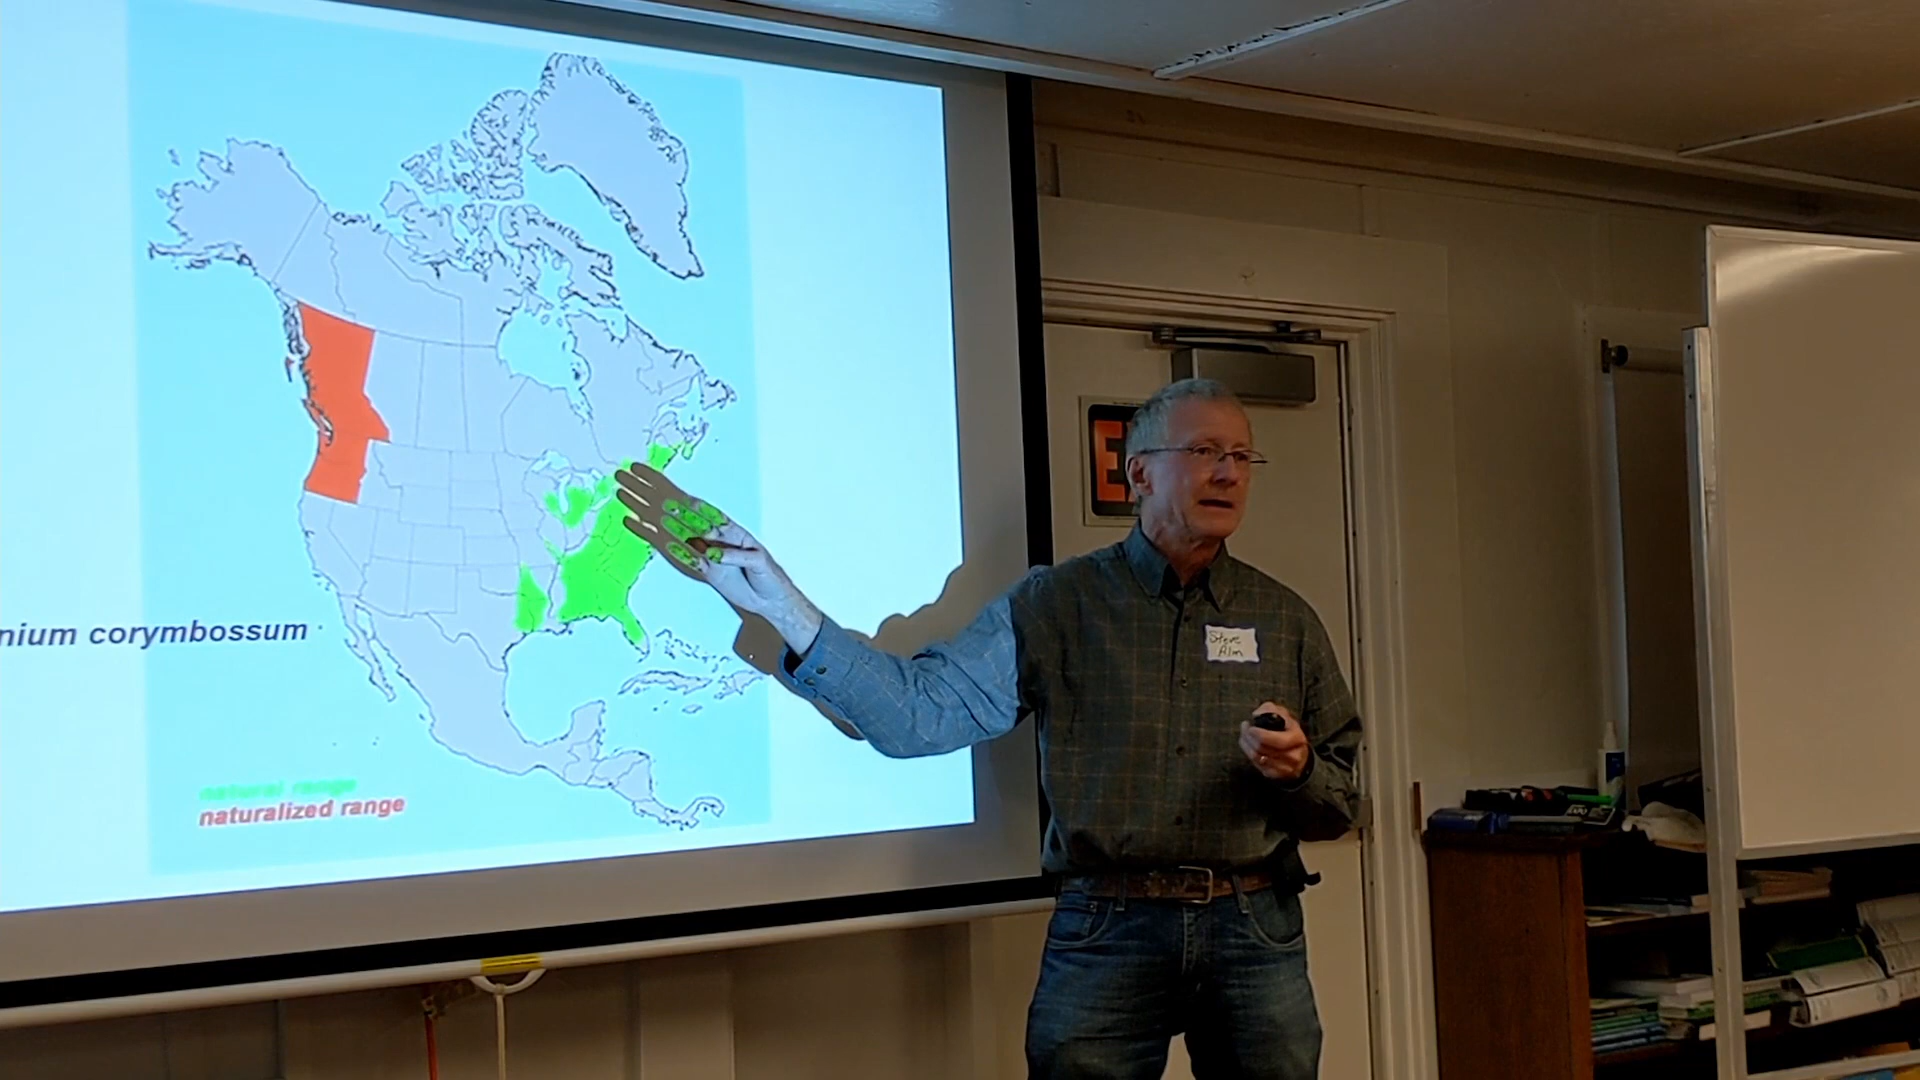 nium corymbossum
natural range
naturalized range
E
Steve
Alm